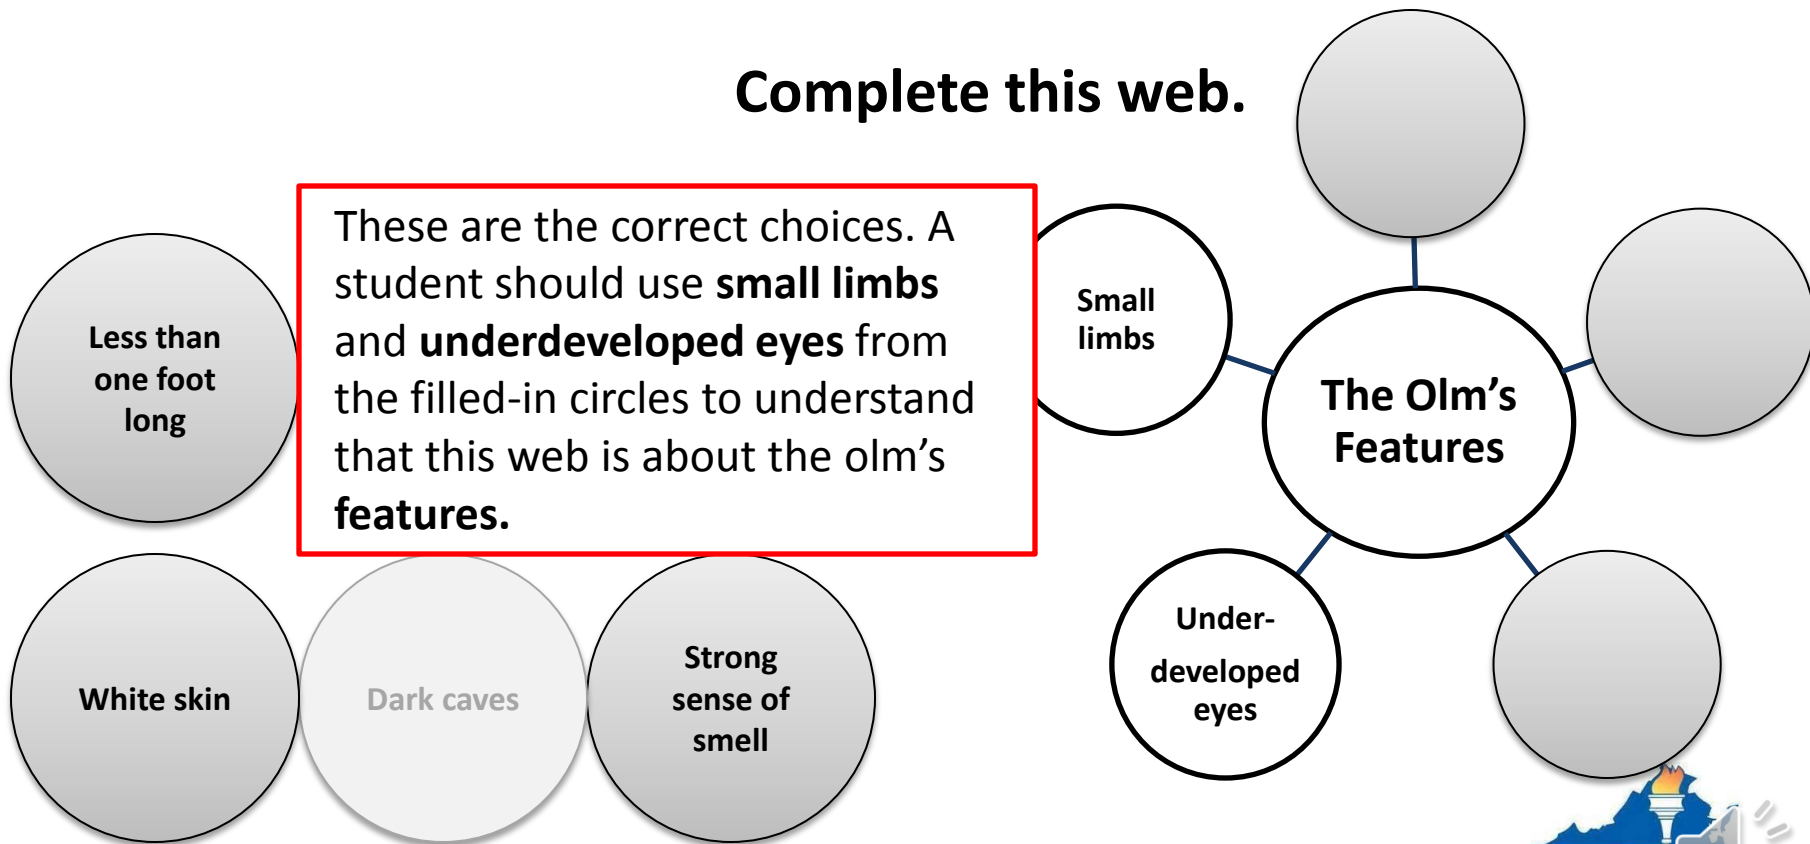 Complete this web.
These are the correct choices. A
student should use small limbs
and underdeveloped eyes from
the filled-in circles to understand
that this web is about the olm’s
features.
Less than
one foot
long
White skin
Dark caves
Strong
sense of
smell
Small
limbs
The Olm’s
Features
Under-
developed
eyes